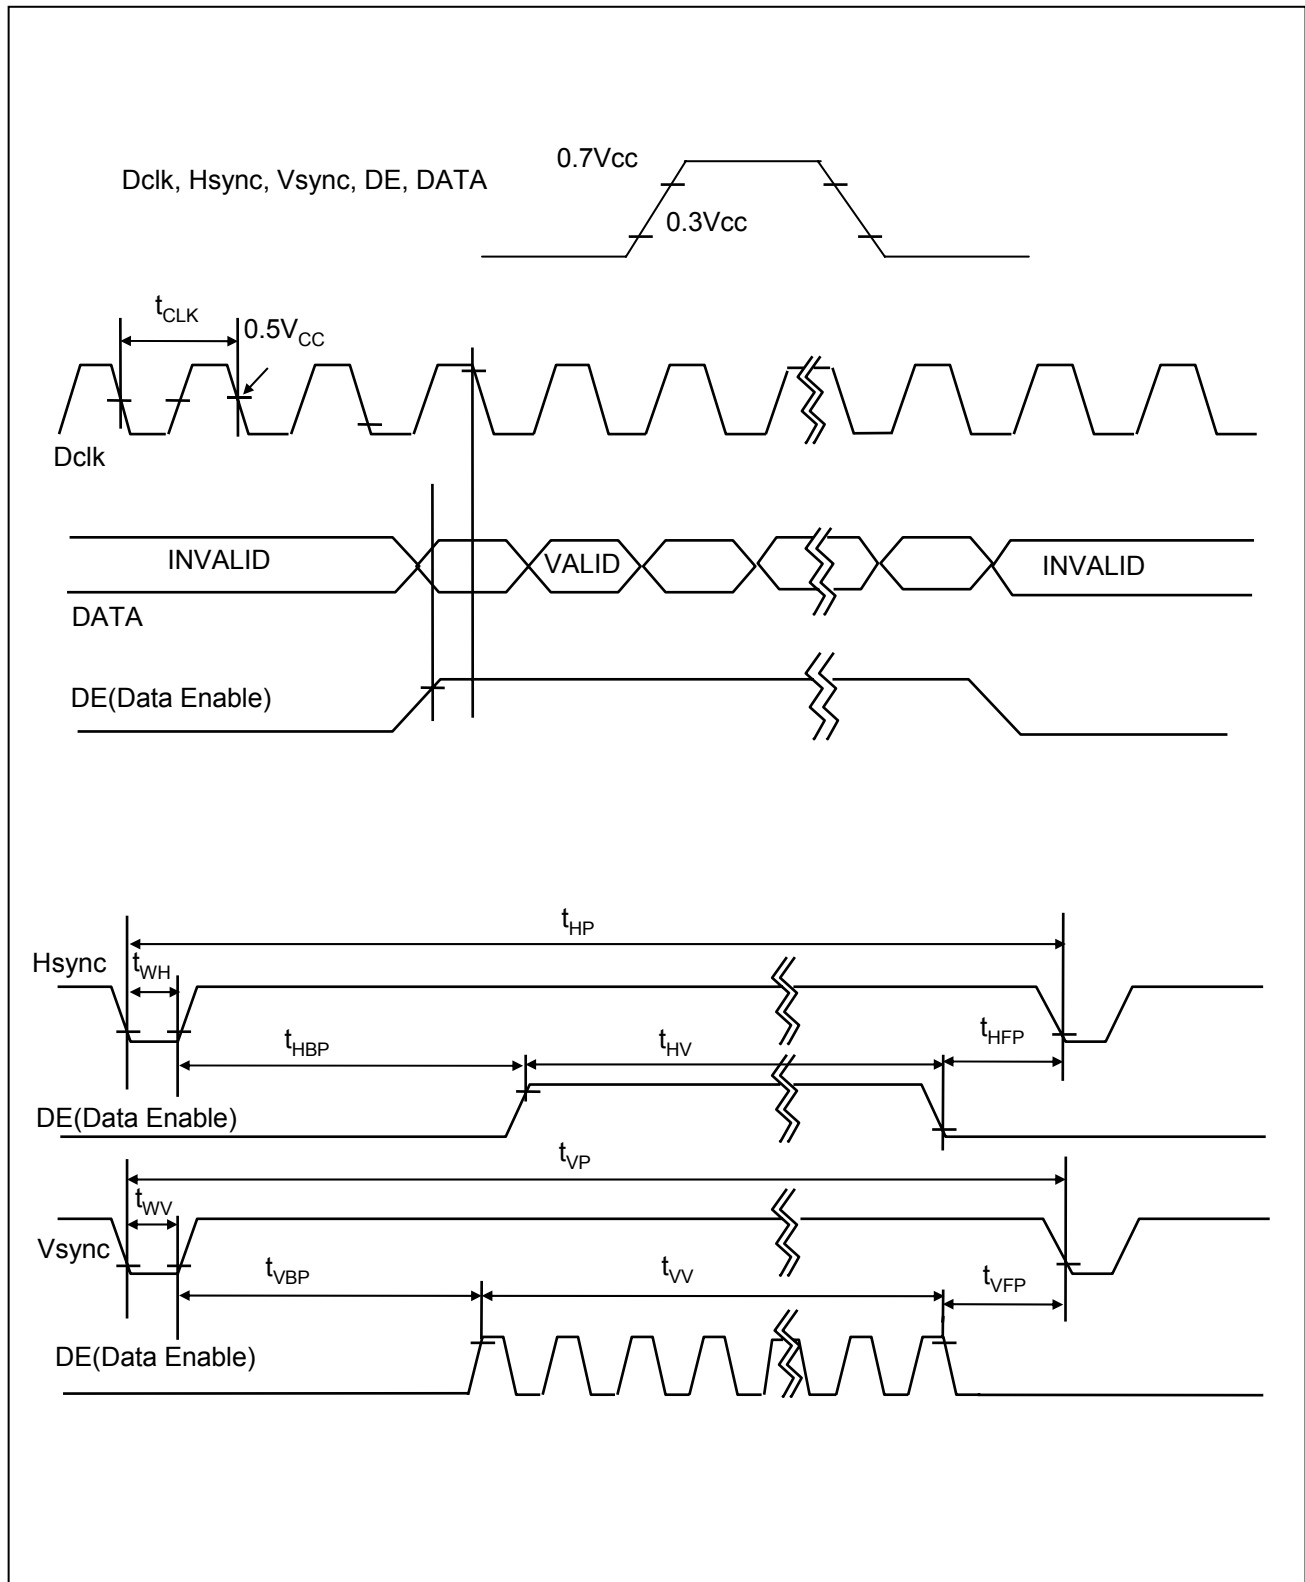 0.7Vcc
Dclk, Hsync, Vsync, DE, DATA
0.3Vcc
tCLK
0.5VCC
Dclk
INVALID
VALID
INVALID
DATA
DE(Data Enable)
tHP
Hsync
tWH
tHBP
tHV
tHFP
DE(Data Enable)
tVP
tWV
Vsync
tVBP
tVV
tVFP
DE(Data Enable)